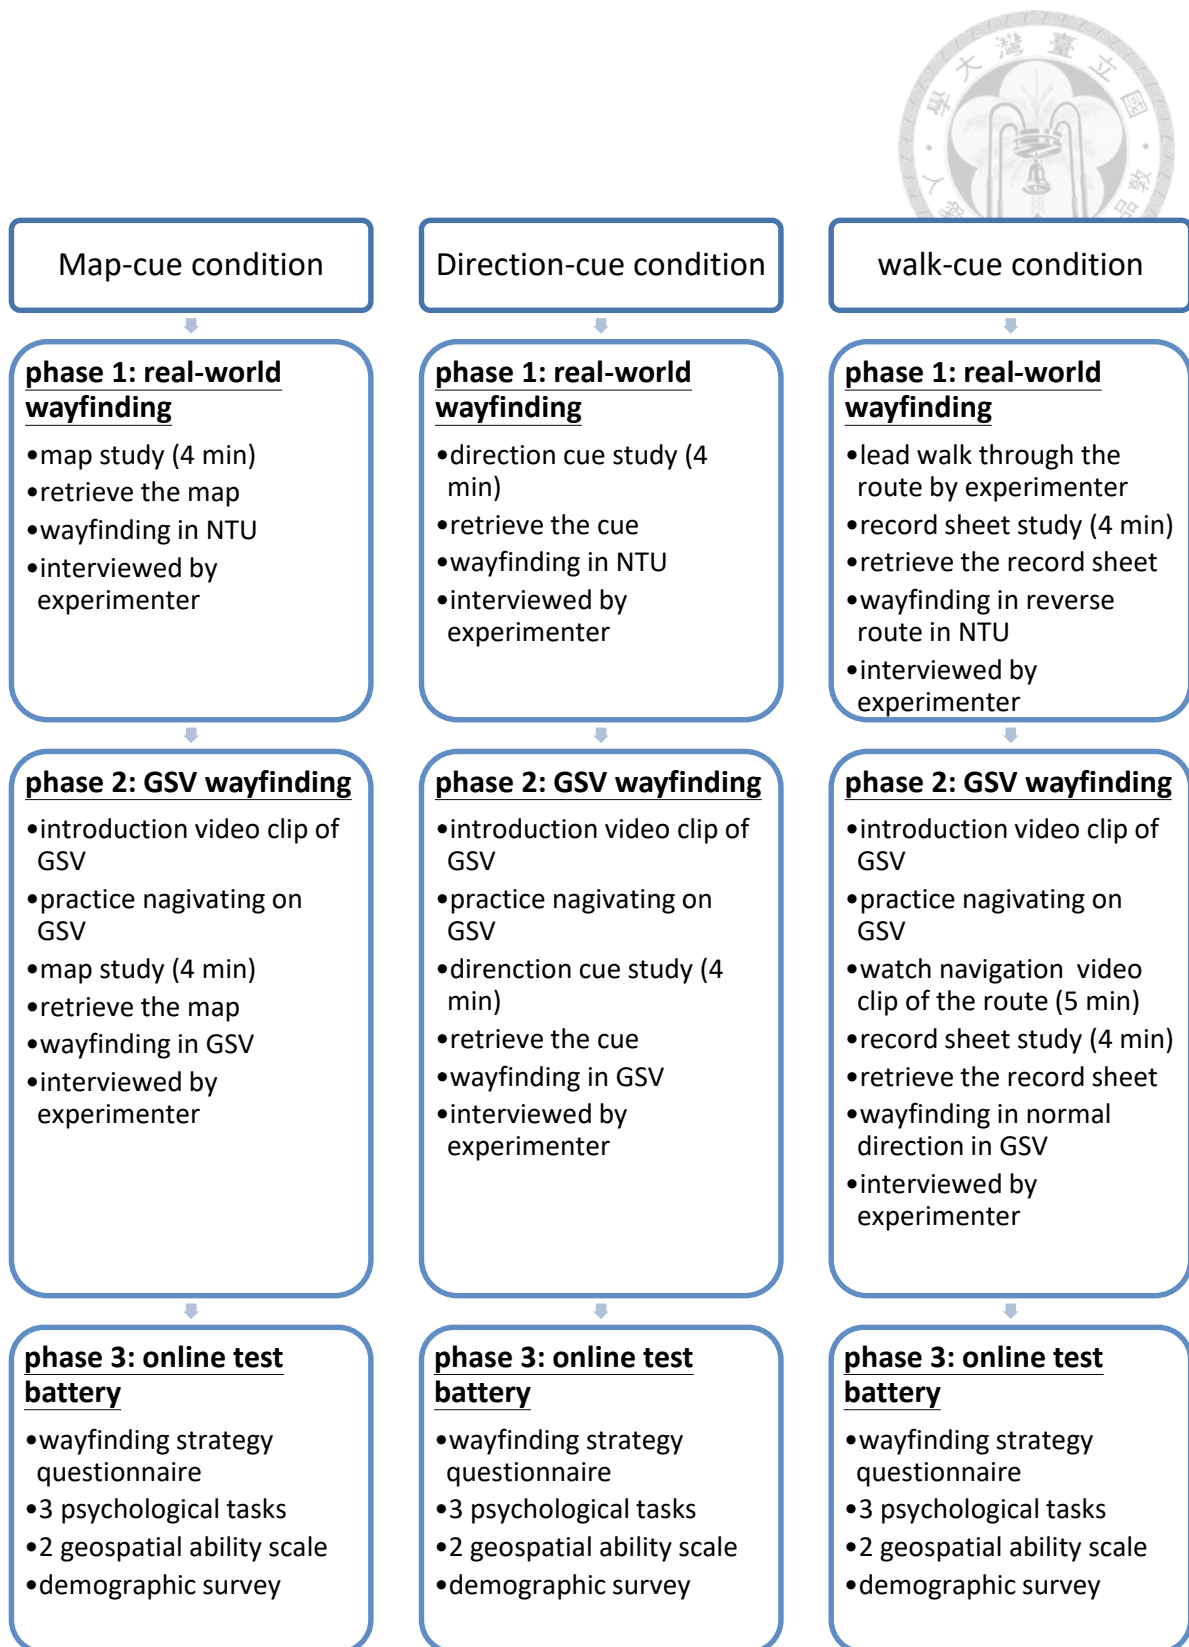 國立臺灣大學
敦品
人
Map-cue condition
phase 1: real-world
wayfinding
•map study (4 min)
•retrieve the map
•wayfinding in NTU
•interviewed by
experimenter
phase 2: GSV wayfinding
•introduction video clip of
GSV
•practice nagivating on
GSV
•map study (4 min)
•retrieve the map
•wayfinding in GSV
•interviewed by
experimenter
phase 3: online test
battery
•wayfinding strategy
questionnaire
•3 psychological tasks
•2 geospatial ability scale
•demographic survey
Direction-cue condition
phase 1: real-world
wayfinding
•direction cue study (4
min)
•retrieve the cue
•wayfinding in NTU
•interviewed by
experimenter
phase 2: GSV wayfinding
•introduction video clip of
GSV
•practice nagivating on
GSV
•direnction cue study (4
min)
•retrieve the cue
•wayfinding in GSV
•interviewed by
experimenter
phase 3: online test
battery
•wayfinding strategy
questionnaire
•3 psychological tasks
•2 geospatial ability scale
•demographic survey
walk-cue condition
phase 1: real-world
wayfinding
•lead walk through the
route by experimenter
•record sheet study (4 min)
•retrieve the record sheet
•wayfinding in reverse
route in NTU
•interviewed by
experimenter
phase 2: GSV wayfinding
•introduction video clip of
GSV
•practice nagivating on
GSV
•watch navigation  video
clip of the route (5 min)
•record sheet study (4 min)
•retrieve the record sheet
•wayfinding in normal
direction in GSV
•interviewed by
experimenter
phase 3: online test
battery
•wayfinding strategy
questionnaire
•3 psychological tasks
•2 geospatial ability scale
•demographic survey